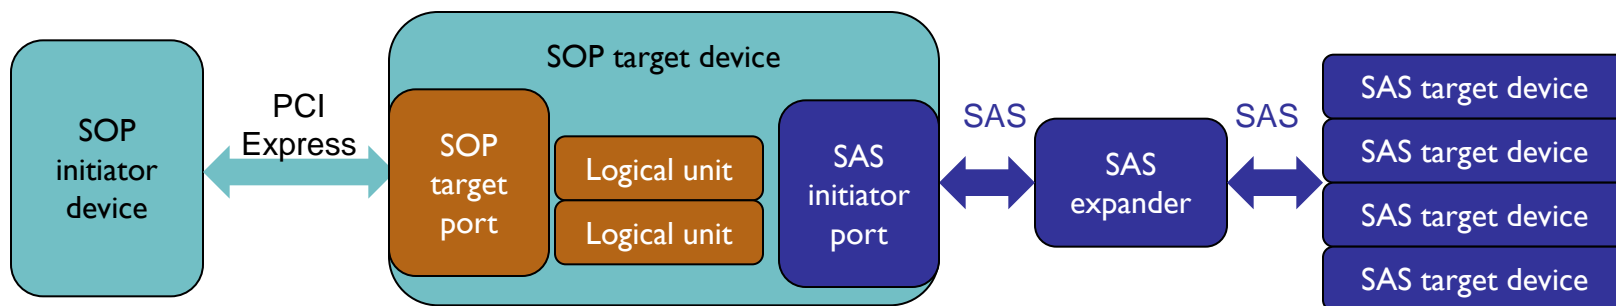 SOP
initiator
device
PCI
Express
SOP target device
SOP
target
port
Logical unit
Logical unit
SAS
initiator
port
SAS
SAS
expander
SAS
SAS target device
SAS target device
SAS target device
SAS target device